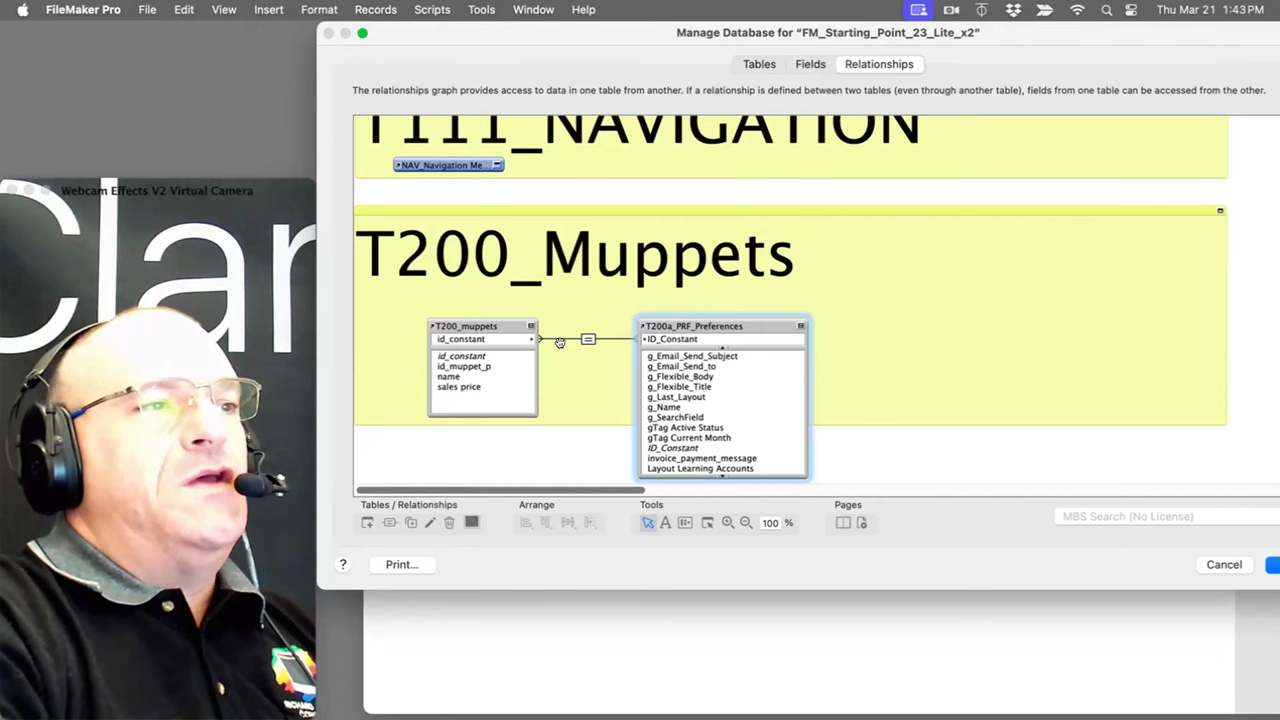 FileMaker Pro File Edit View Insert Format Records Scripts Tools Window Help Thu Mar 21 1:43 PM
Manage Database for “FM_Starting_Point_23_Lite_x2”
Tables Fields Relationships
The relationships graph provides access to data in one table from another. If a relationship is defined between two tables (even through another table), fields from one table can be accessed from the other.
T111_NAVIGATION
NAV_Navigation Me...
Webcam Effects V2 Virtual Camera
Clar
T200_Muppets
T200_muppets
id_constant
id_constant
id_muppet_p
name
sales price
T200a_PRF_Preferences
ID_Constant
g_Email_Send_Subject
g_Email_Send_to
g_Flexible_Body
g_Flexible_Title
g_Last_Layout
g_Name
g_SearchField
gTag Active Status
gTag Current Month
ID_Constant
invoice_payment_message
Layout Learning Accounts
Tables / Relationships Arrange Tools Pages
100 %
MBS Search (No License)
? Print... Cancel
RICHARD